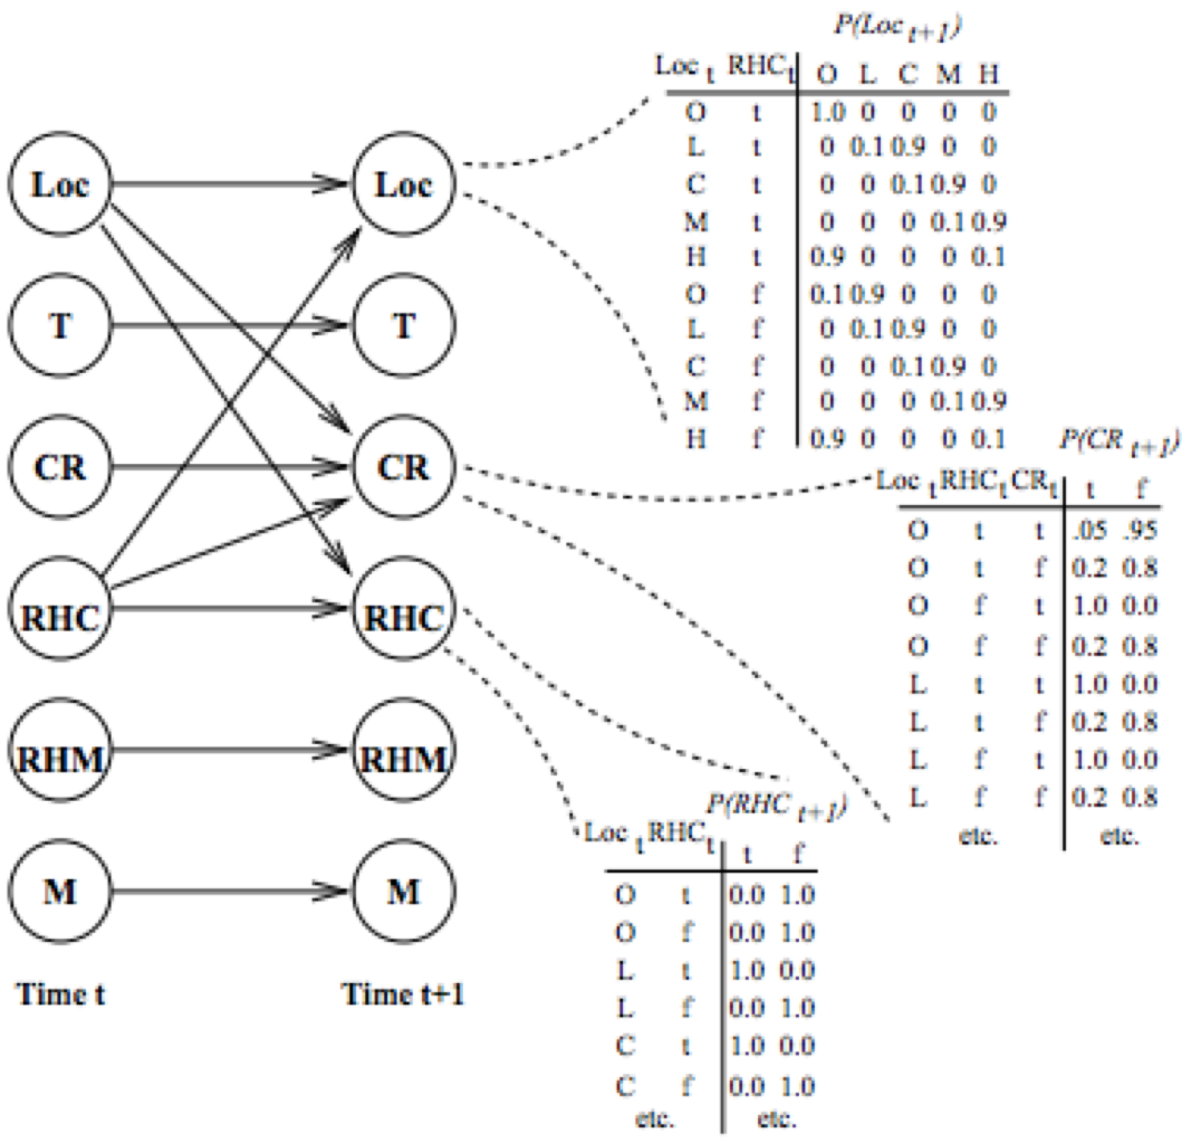 P(Loc t+1)
Loc t RHC t O L C M H
O t 1.0 0 0 0 0
L t 0 0.1 0.9 0 0
C t 0 0 0.1 0.9 0
M t 0 0 0 0.1 0.9
H t 0.9 0 0 0 0.1
O f 0.1 0.9 0 0 0
L f 0 0.1 0.9 0 0
C f 0 0 0.1 0.9 0
M f 0 0 0 0.1 0.9
H f 0.9 0 0 0 0.1
Loc Loc
T T
CR CR
RHC RHC
RHM RHM
M M
Time t Time t+1
P(CR t+1)
Loc t RHC t CR t t f
O t t .05 .95
O t f 0.2 0.8
O f t 1.0 0.0
O f f 0.2 0.8
L t t 1.0 0.0
L t f 0.2 0.8
L f t 1.0 0.0
L f f 0.2 0.8
etc. etc.
P(RHC t+1)
Loc t RHC t t f
O t 0.0 1.0
O f 0.0 1.0
L t 1.0 0.0
L f 0.0 1.0
C t 1.0 0.0
C f 0.0 1.0
etc. etc.